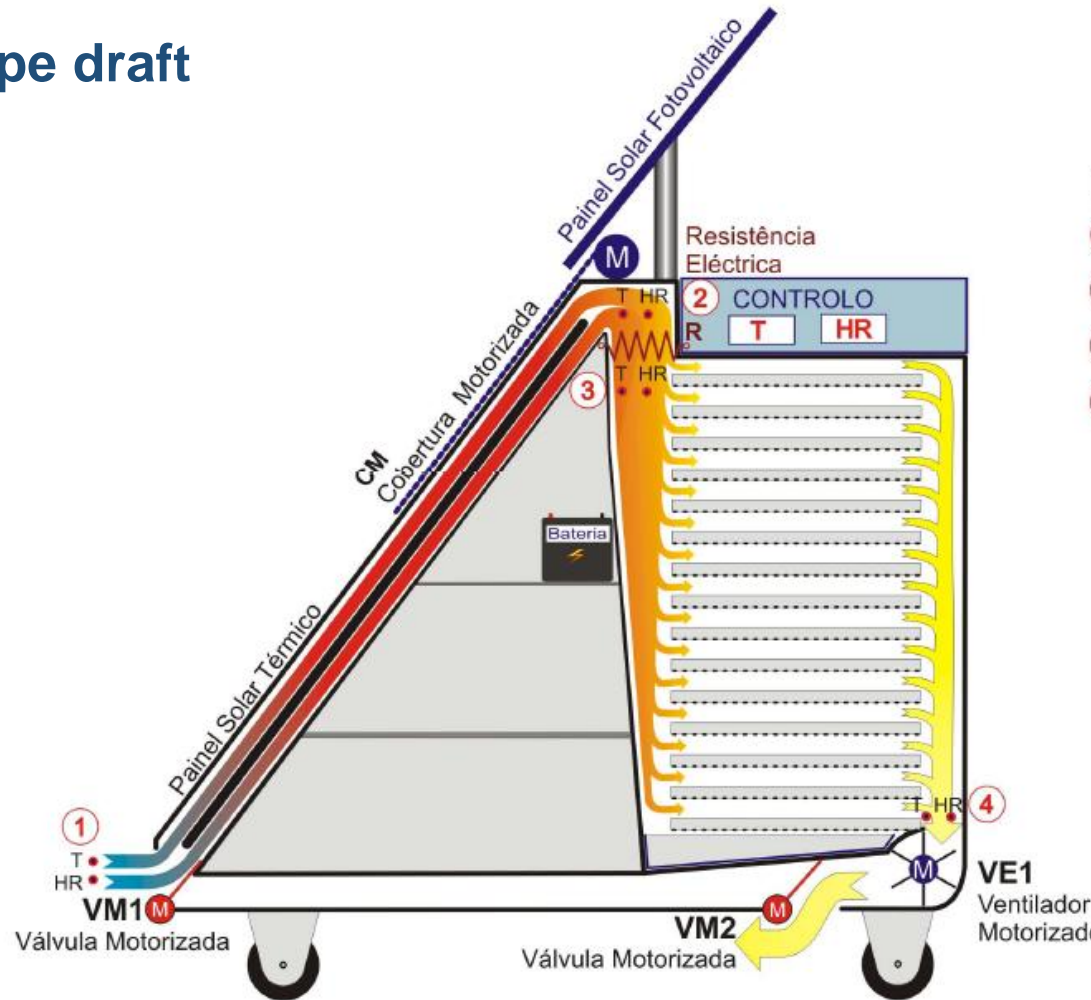 pe draft
Painel Solar Fotovoltaico
M
Resistência
Eléctrica
T HR
2
CONTROLO
R
T
HR
CM
Cobertura Motorizada
3
T HR
Bateria
Painel Solar Térmico
1
T
HR
VM1
M
Válvula Motorizada
T HR
4
M
VE1
Ventilador
Motorizado
VM2
M
Válvula Motorizada